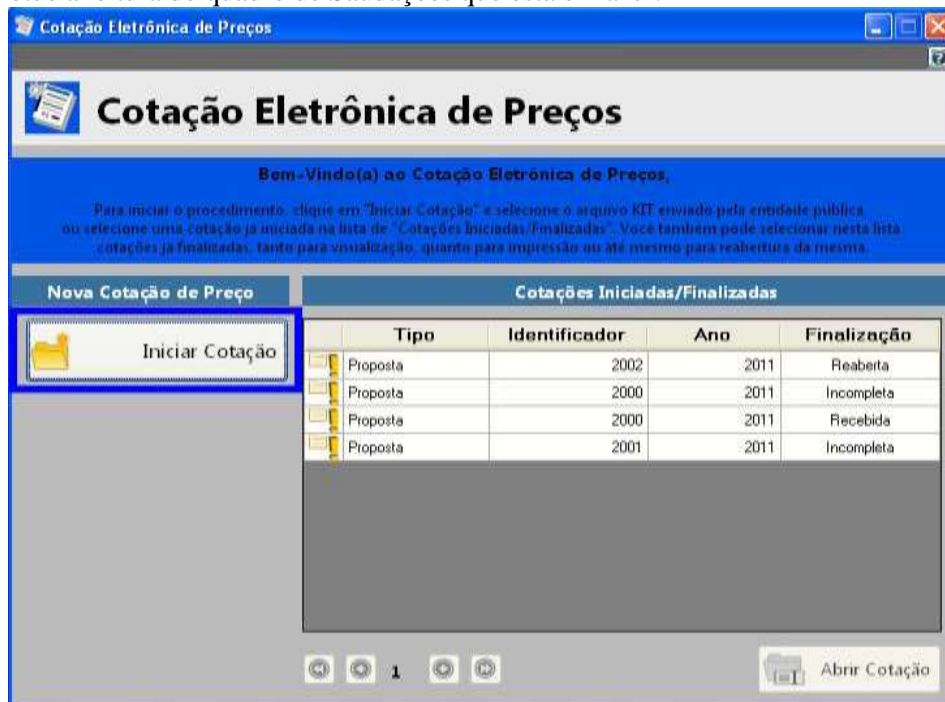 Cotação Eletrônica de Preços
Cotação Eletrônica de Preços
Bem-Vindo(a) ao Cotação Eletrônica de Preços,
Para iniciar o procedimento, clique em "Iniciar Cotação" e selecione o arquivo KIT enviado pela entidade pública,
ou selecione uma cotação já iniciada na lista de "Cotações Iniciadas/Finalizadas". Você também pode selecionar nesta lista
cotações já finalizadas, tanto para visualização, quanto para impressão ou até mesmo para reabertura da mesma.
Nova Cotação de Preço
Cotações Iniciadas/Finalizadas
Iniciar Cotação
Tipo Identificador Ano Finalização
Proposta 2002 2011 Reaberta
Proposta 2000 2011 Incompleta
Proposta 2000 2011 Recebida
Proposta 2001 2011 Incompleta
1
Abrir Cotação